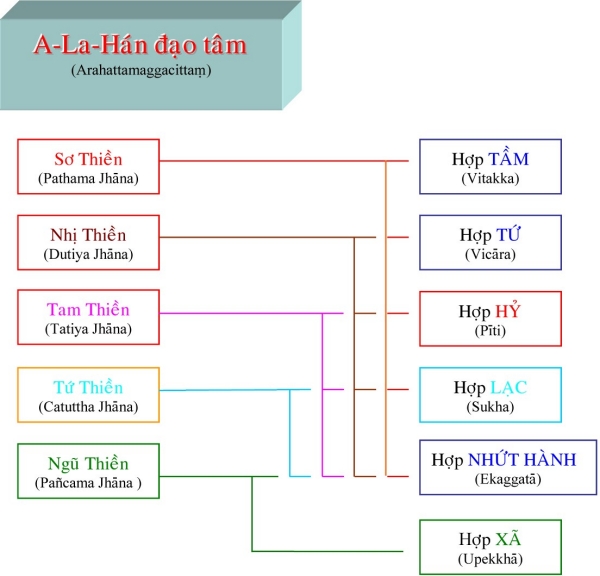 A-La-Hán đạo tâm
(Arahattamaggacittaṃ)
Sơ Thiền
(Pathama Jhāna)
Hợp TẦM
(Vitakka)
Nhị Thiền
(Dutiya Jhāna)
Hợp TỨ
(Vicāra)
Tam Thiền
(Tatiya Jhāna)
Hợp HỶ
(Pīti)
Tứ Thiền
(Catuttha Jhāna)
Hợp LẠC
(Sukha)
Ngũ Thiền
(Pañcama Jhāna )
Hợp NHỨT HÀNH
(Ekaggatā)
Hợp XÃ
(Upekkhā)